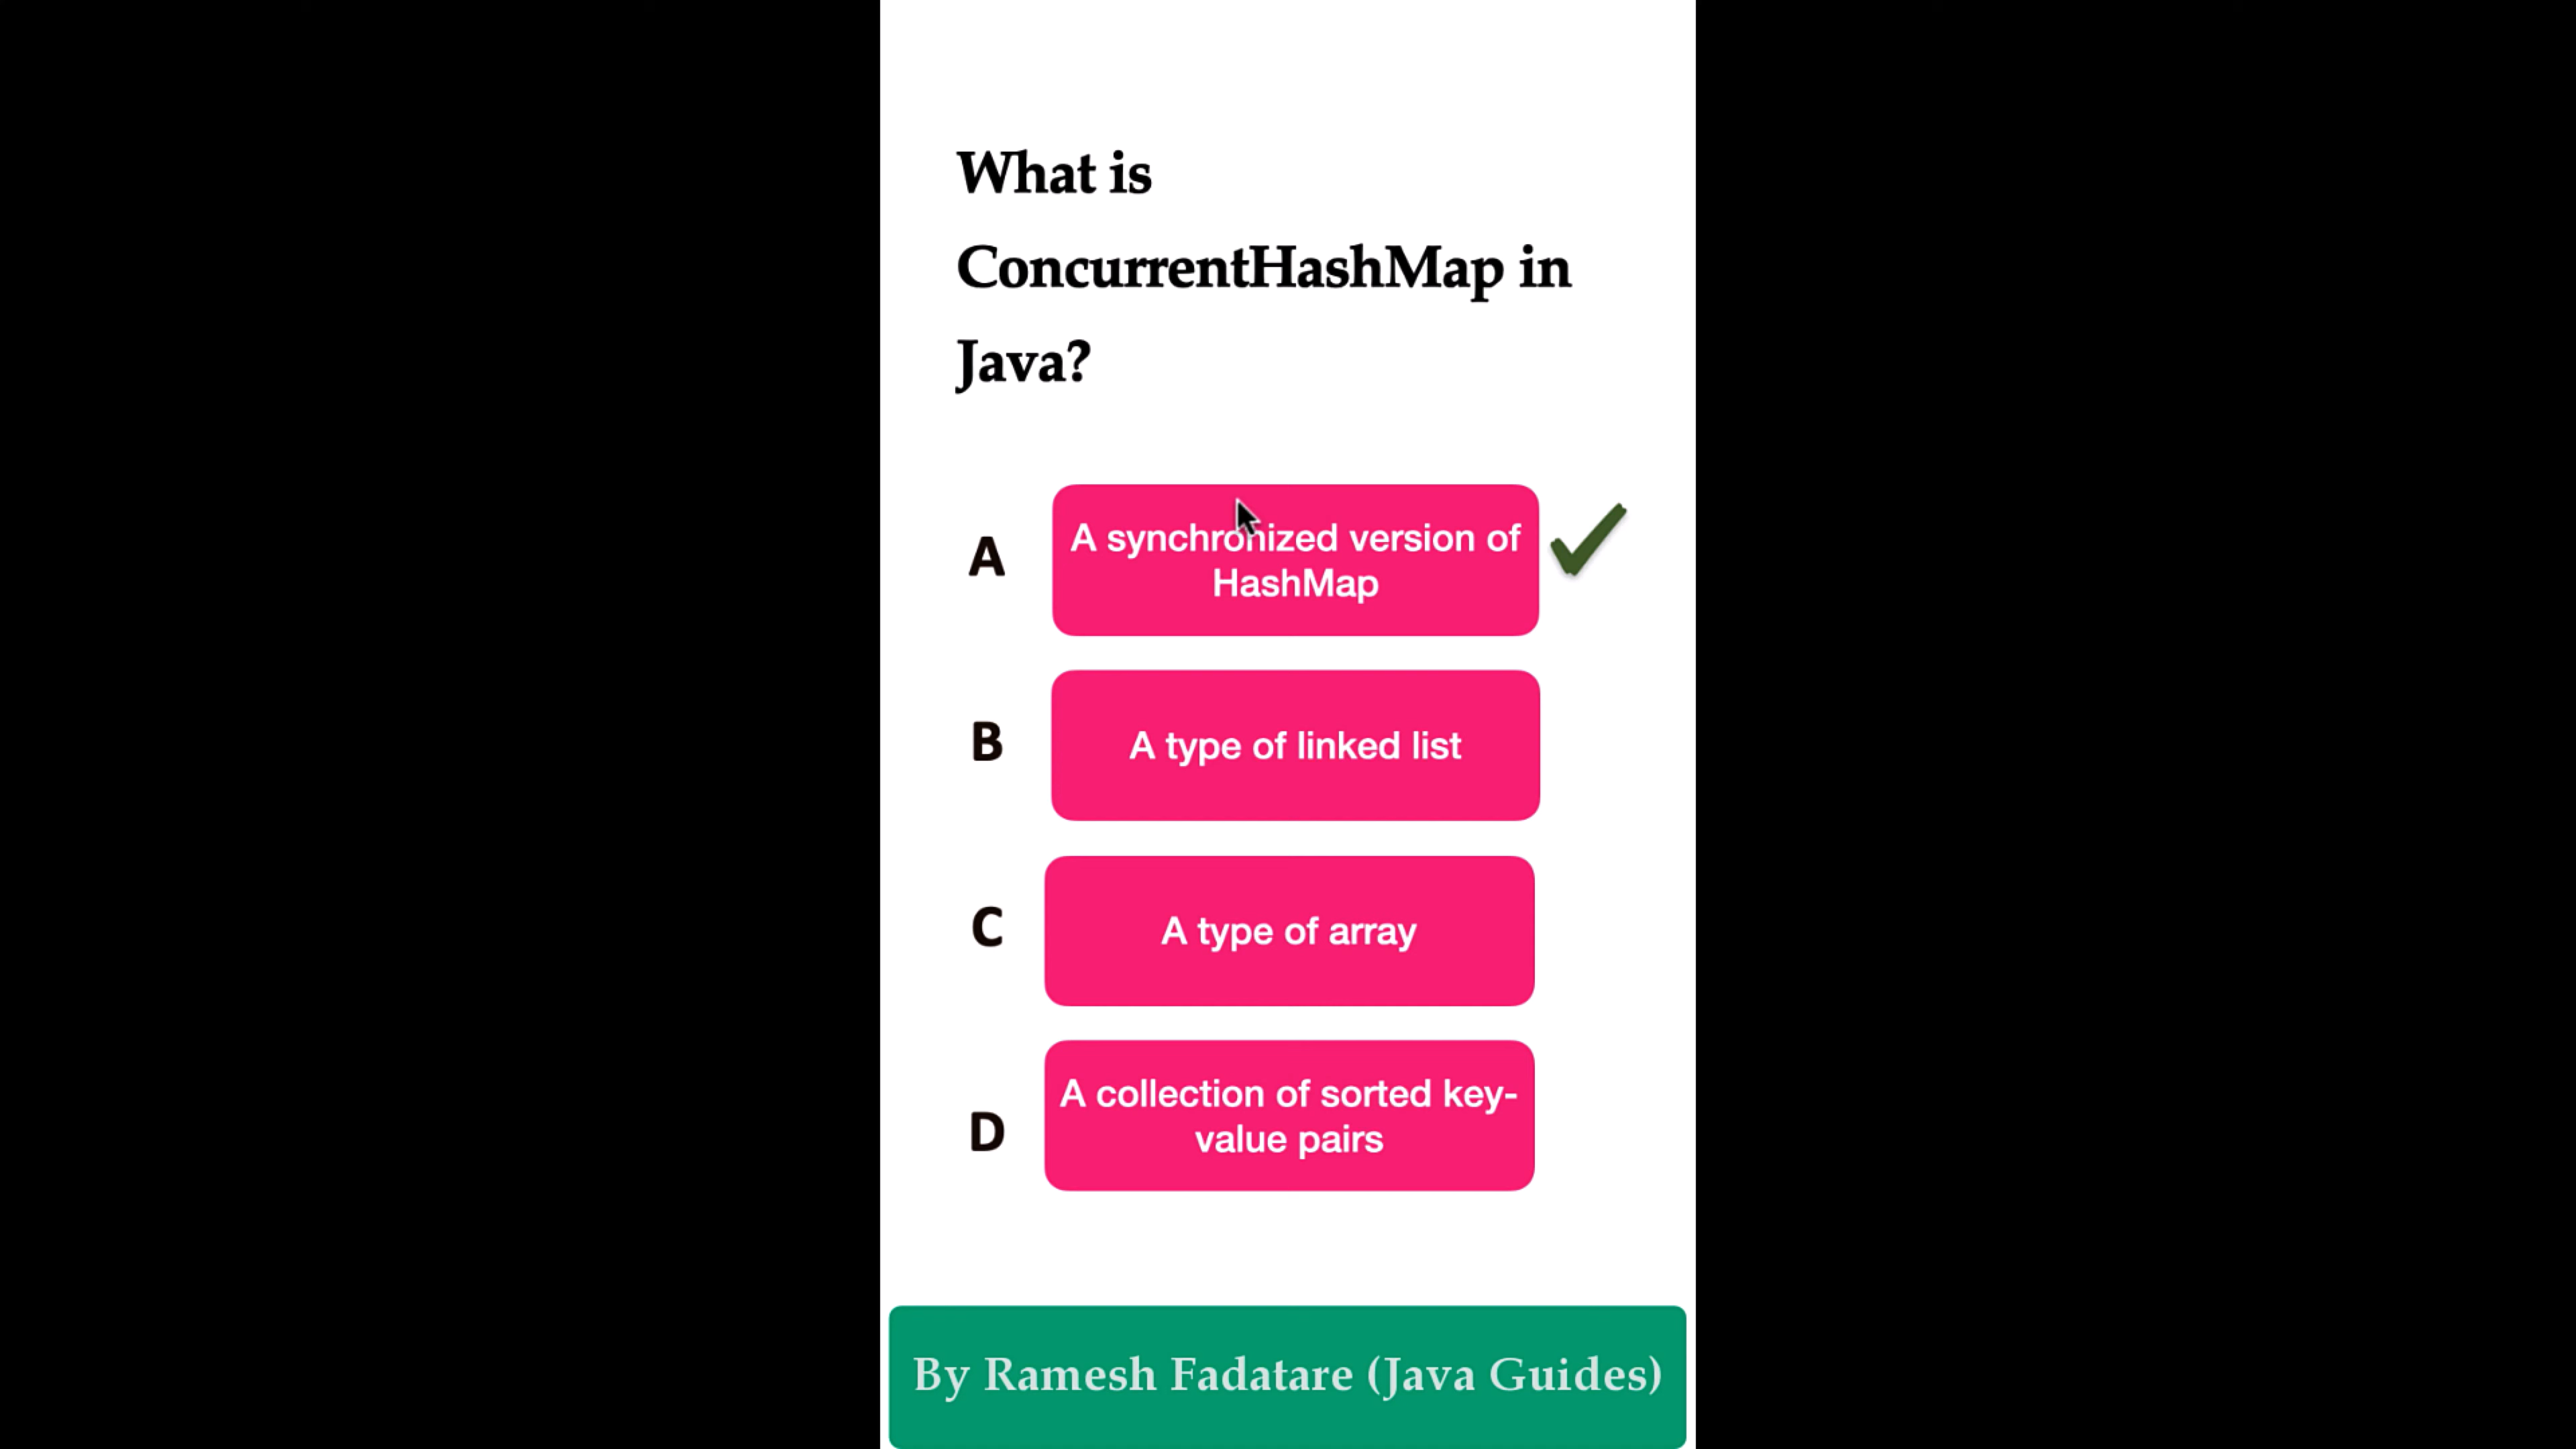 What is
ConcurrentHashMap in
Java?
A
A synchronized version of
HashMap
B
A type of linked list
C
A type of array
D
A collection of sorted key-
value pairs
By Ramesh Fadatare (Java Guides)